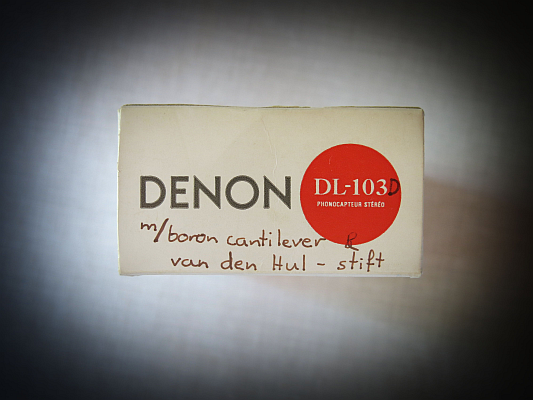 DENON
DL-103D
PHONOCAPTEUR STÉRÉO
m/boron cantilever &
van den Hul - stift